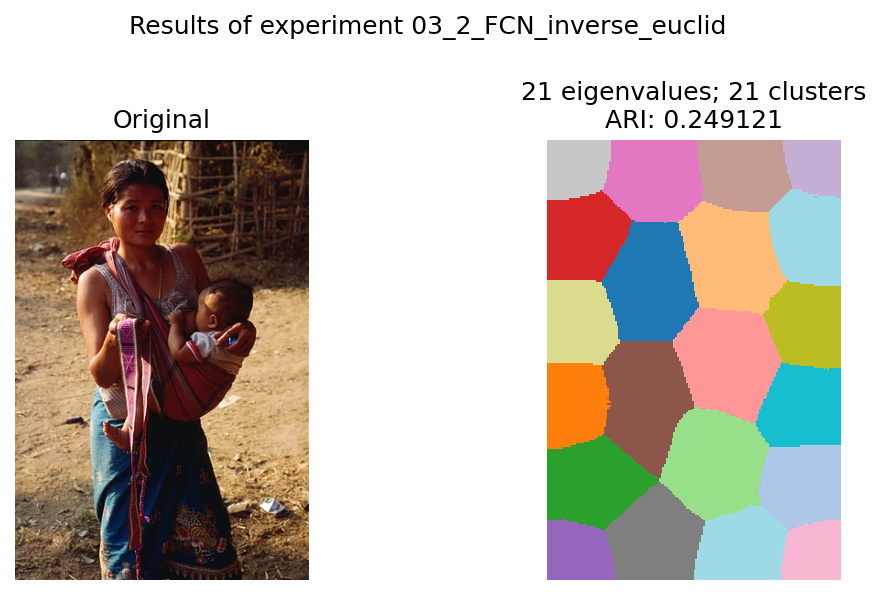 Results of experiment 03_2_FCN_inverse_euclid
Original
21 eigenvalues; 21 clusters
ARI: 0.249121